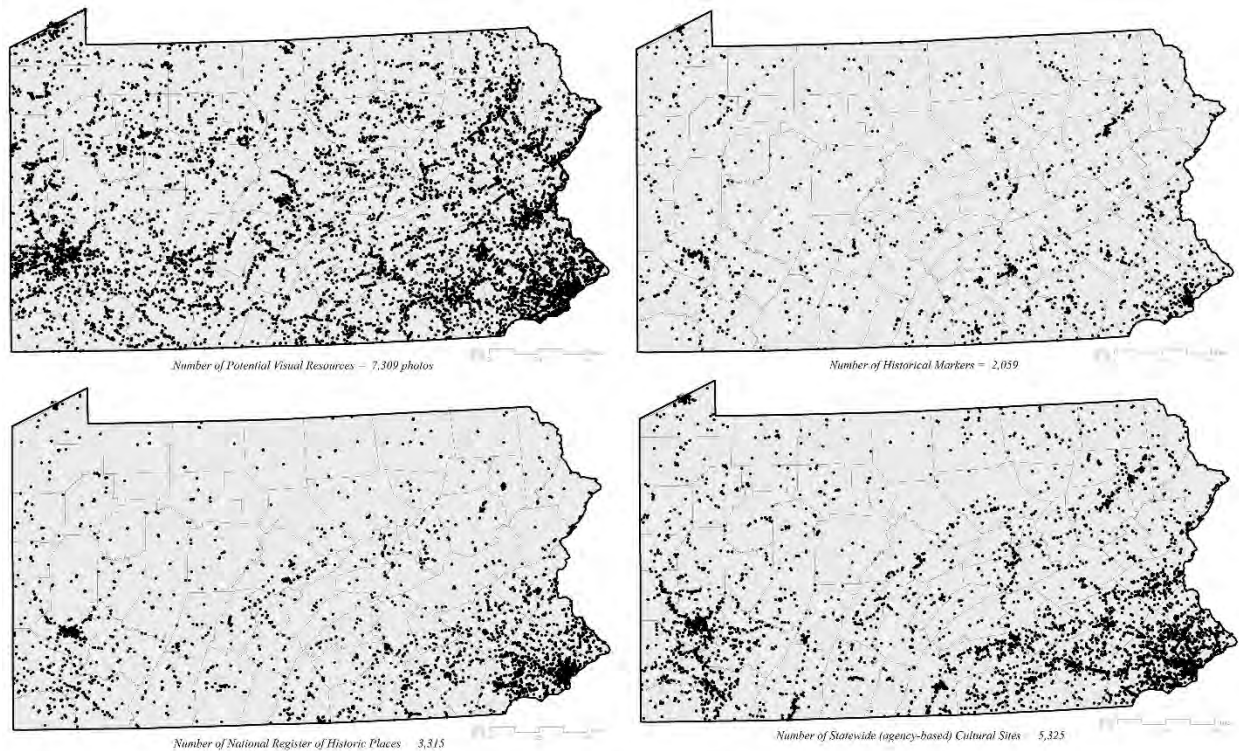 Number of Potential Visual Resources = 7,309 photos
Number of Historical Markers = 2,059
Number of National Register of Historic Places 3,315
Number of Statewide (agency-based) Cultural Sites 5,325